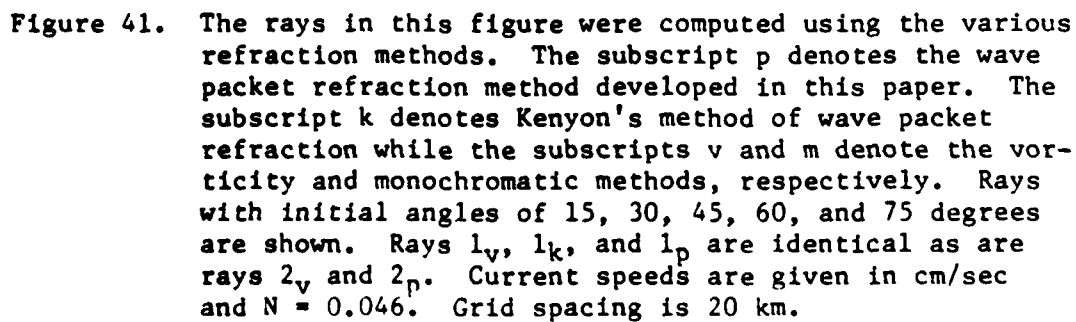 Figure 41. The rays in this figure were computed using the various
refraction methods. The subscript p denotes the wave
packet refraction method developed in this paper. The
subscript k denotes Kenyon's method of wave packet
refraction while the subscripts v and m denote the vor-
ticity and monochromatic methods, respectively. Rays
with initial angles of 15, 30, 45, 60, and 75 degrees
are shown. Rays 1v, 1k, and 1p are identical as are
rays 2v and 2p. Current speeds are given in cm/sec
and N = 0.046. Grid spacing is 20 km.